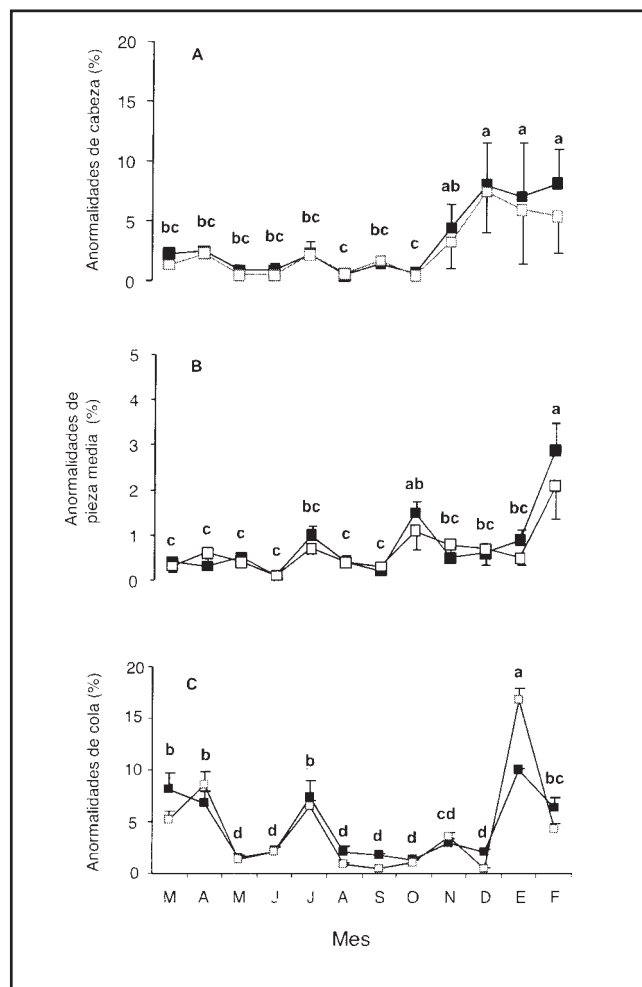 20
A
15
10
5
0
Anormalidades de cabeza (%)
bc bc bc bc bc c bc c ab a a a
5
B
4
3
2
1
0
Anormalidades de
pieza media (%)
c c c c bc c c ab bc bc bc a
20
C
15
10
5
0
Anormalidades de cola (%)
b b d d b d d d cd d a bc
M A M J J A S O N D E F
Mes